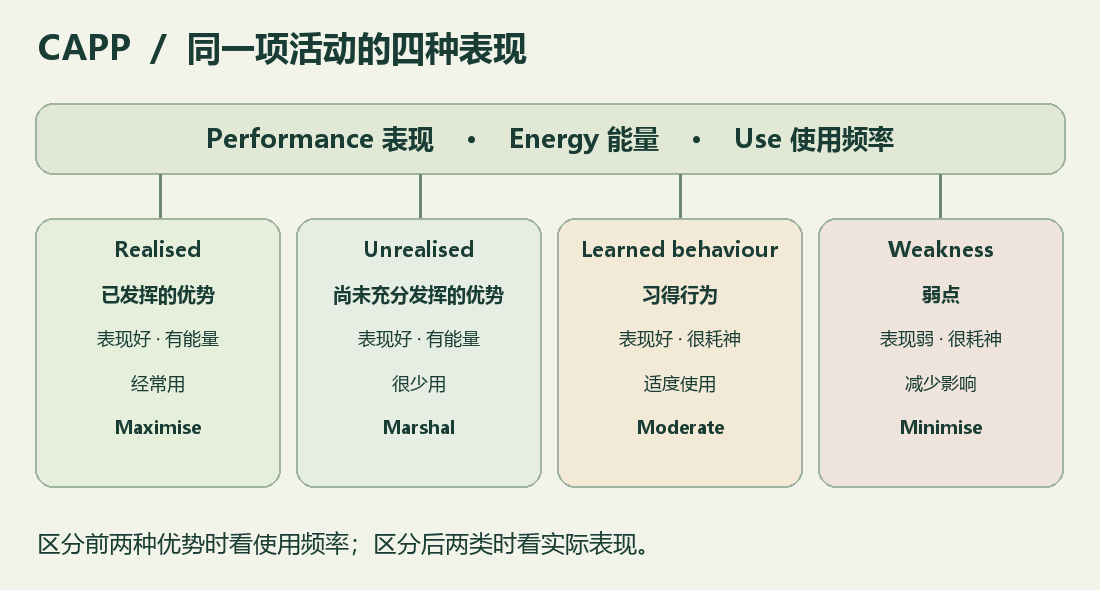 CAPP / 同一项活动的四种表现
Performance 表现 • Energy 能量 • Use 使用频率
Realised
已发挥的优势
表现好 · 有能量
经常用
Maximise
Unrealised
尚未充分发挥的优势
表现好 · 有能量
很少用
Marshal
Learned behaviour
习得行为
表现好 · 很耗神
适度使用
Moderate
Weakness
弱点
表现弱 · 很耗神
减少影响
Minimise
区分前两种优势时看使用频率；区分后两类时看实际表现。